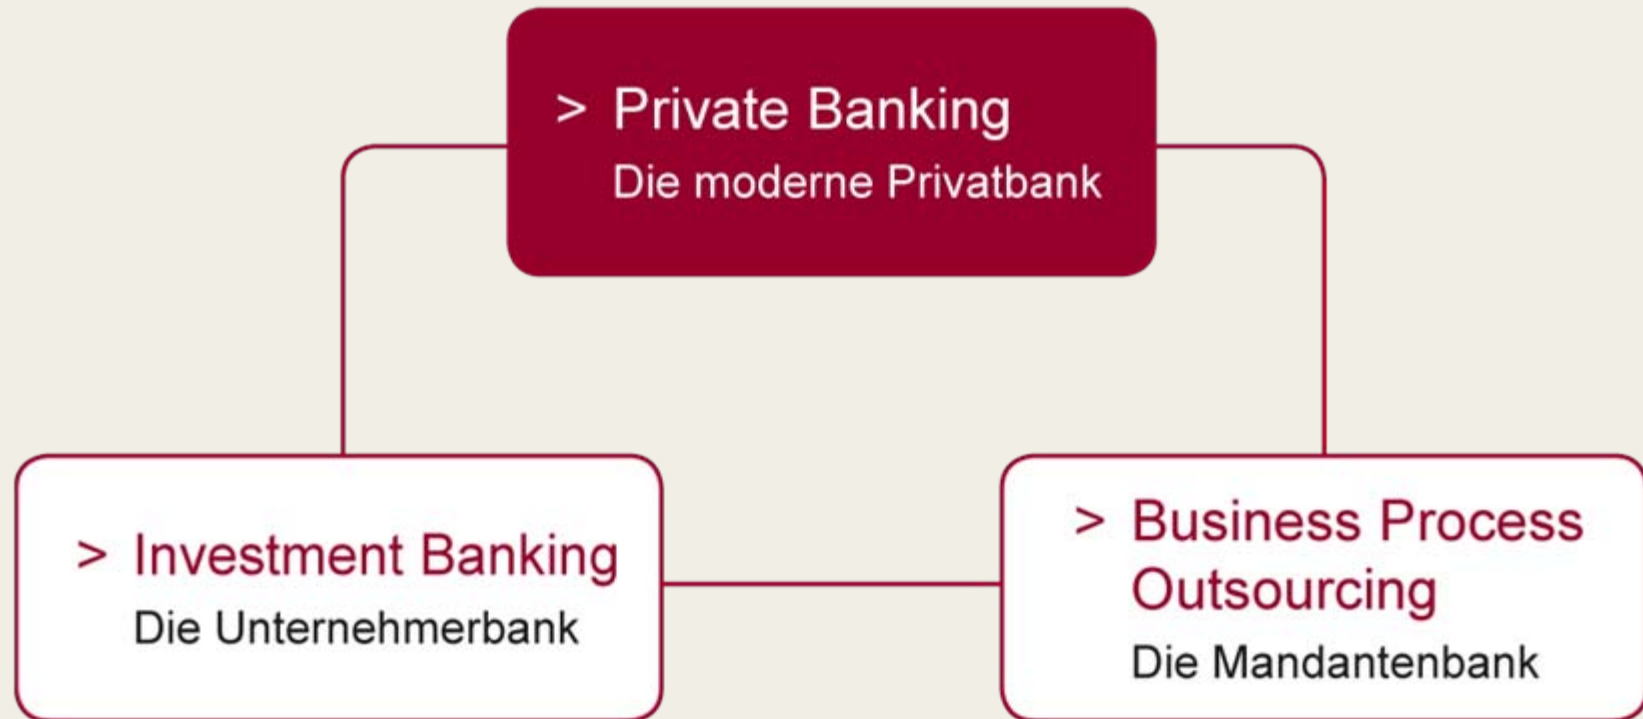 > Private Banking
Die moderne Privatbank
> Investment Banking
Die Unternehmerbank
> Business Process
Outsourcing
Die Mandantenbank